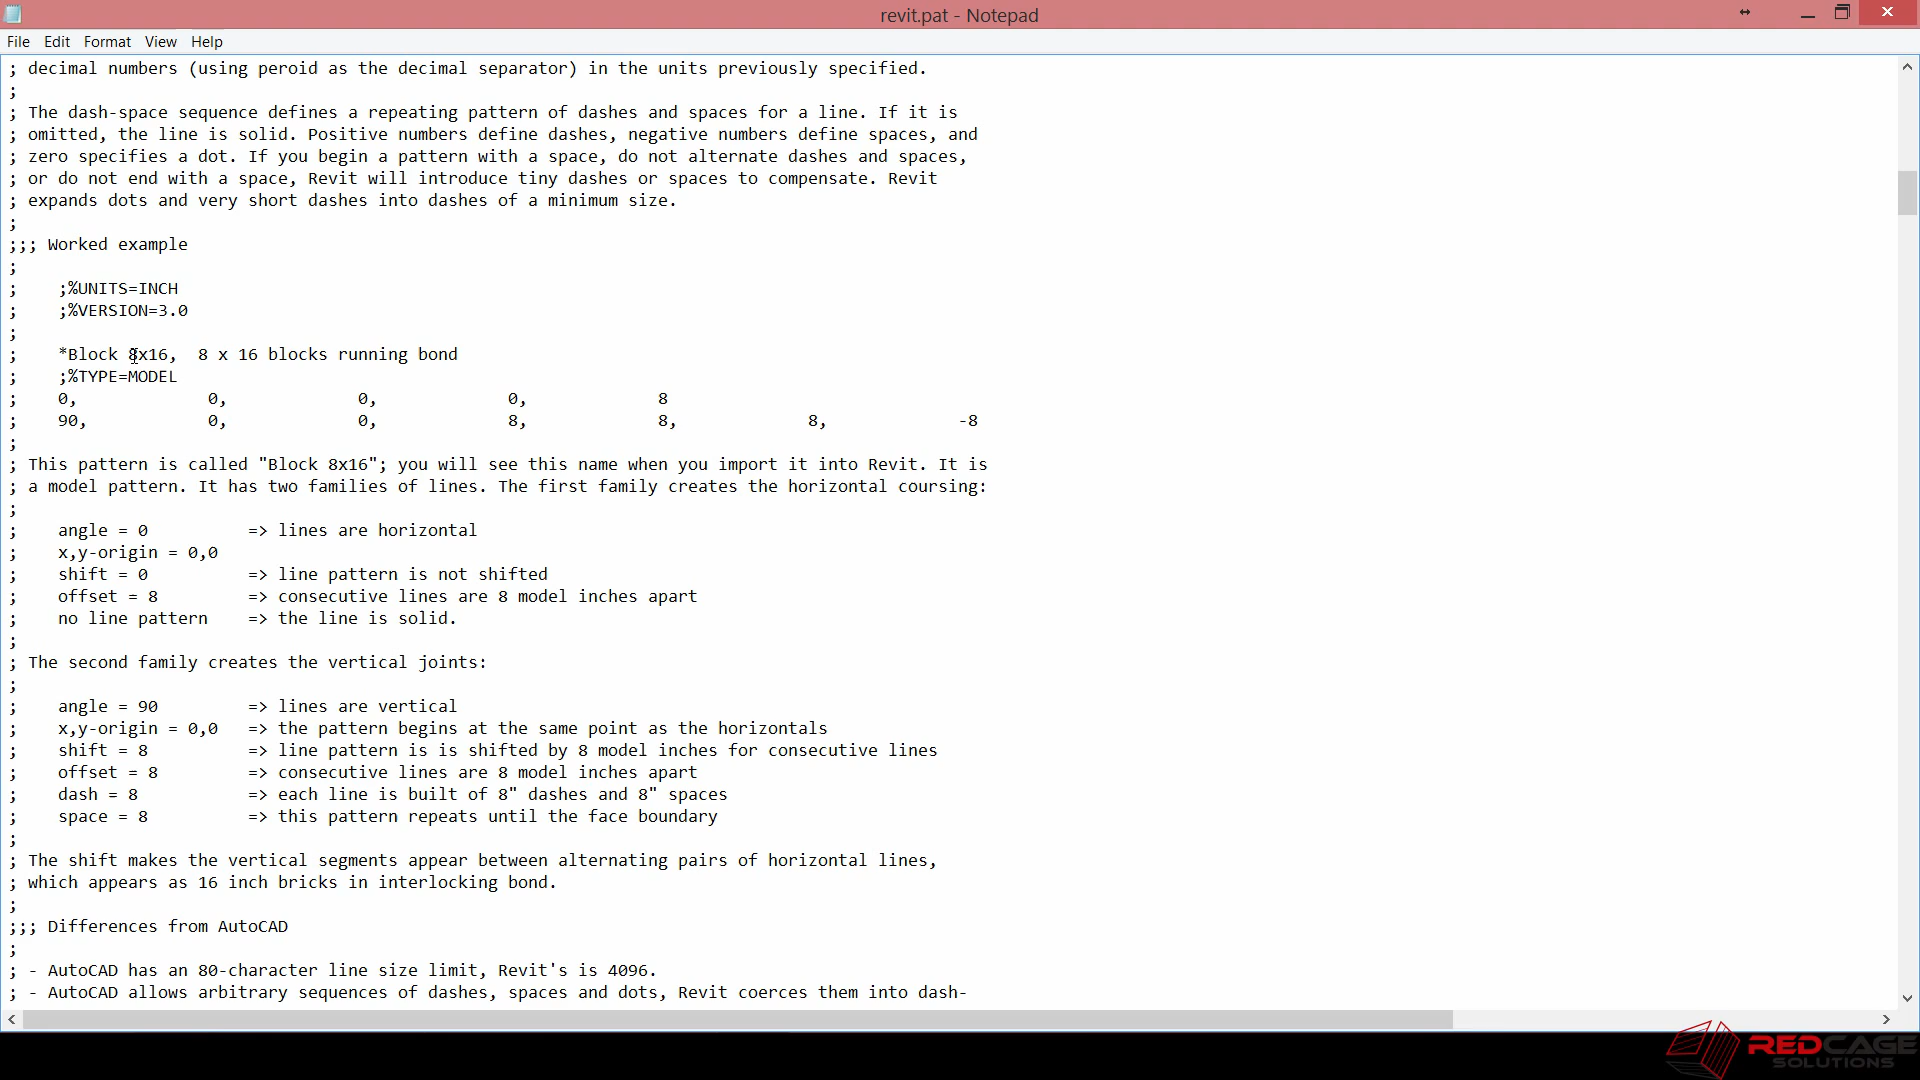 revit.pat - Notepad
File Edit Format View Help
; decimal numbers (using peroid as the decimal separator) in the units previously specified.
;
; The dash-space sequence defines a repeating pattern of dashes and spaces for a line. If it is
; omitted, the line is solid. Positive numbers define dashes, negative numbers define spaces, and
; zero specifies a dot. If you begin a pattern with a space, do not alternate dashes and spaces,
; or do not end with a space, Revit will introduce tiny dashes or spaces to compensate. Revit
; expands dots and very short dashes into dashes of a minimum size.
;
;;; Worked example
;
;    ;%UNITS=INCH
;    ;%VERSION=3.0
;
;    *Block 8x16,  8 x 16 blocks running bond
;    ;%TYPE=MODEL
;    0,             0,             0,             0,             8
;    90,            0,             0,             8,             8,             8,             -8
;
; This pattern is called "Block 8x16"; you will see this name when you import it into Revit. It is
; a model pattern. It has two families of lines. The first family creates the horizontal coursing:
;
;    angle = 0          => lines are horizontal
;    x,y-origin = 0,0
;    shift = 0          => line pattern is not shifted
;    offset = 8         => consecutive lines are 8 model inches apart
;    no line pattern    => the line is solid.
;
; The second family creates the vertical joints:
;
;    angle = 90         => lines are vertical
;    x,y-origin = 0,0   => the pattern begins at the same point as the horizontals
;    shift = 8          => line pattern is is shifted by 8 model inches for consecutive lines
;    offset = 8         => consecutive lines are 8 model inches apart
;    dash = 8           => each line is built of 8" dashes and 8" spaces
;    space = 8          => this pattern repeats until the face boundary
;
; The shift makes the vertical segments appear between alternating pairs of horizontal lines,
; which appears as 16 inch bricks in interlocking bond.
;
;;; Differences from AutoCAD
;
; - AutoCAD has an 80-character line size limit, Revit's is 4096.
; - AutoCAD allows arbitrary sequences of dashes, spaces and dots, Revit coerces them into dash-
REDCAGE
SOLUTIONS